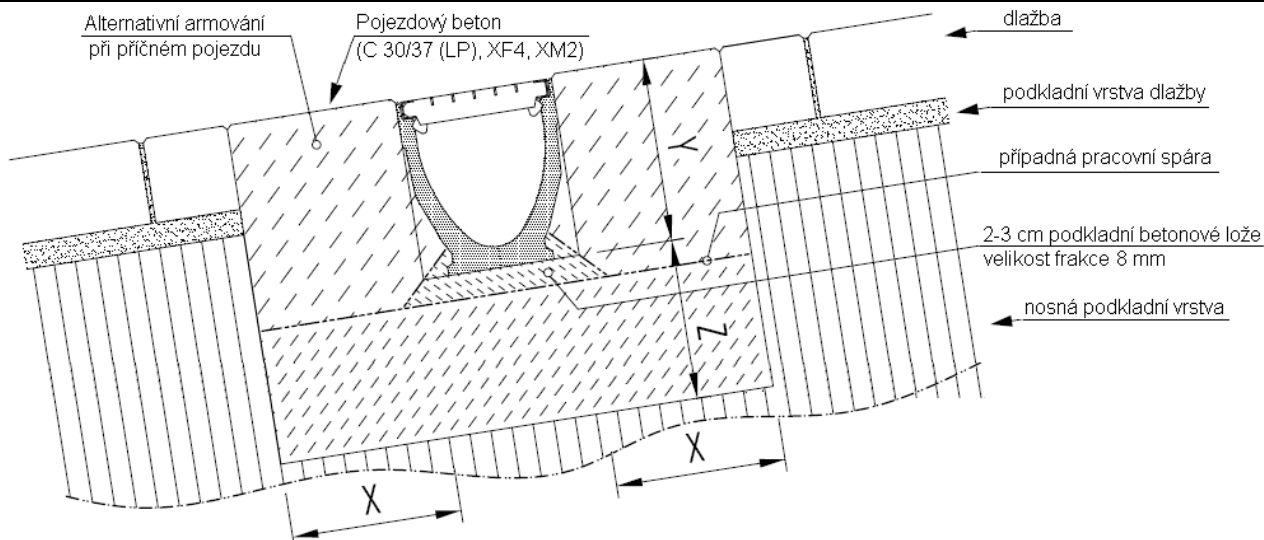 Alternativní armování
při příčném pojezdu
Pojezdový beton
(C 30/37 (LP), XF4, XM2)
dlažba
podkladní vrstva dlažby
případná pracovní spára
2-3 cm podkladní betonové lože
velikost frakce 8 mm
nosná podkladní vrstva
Y
Z
X
X